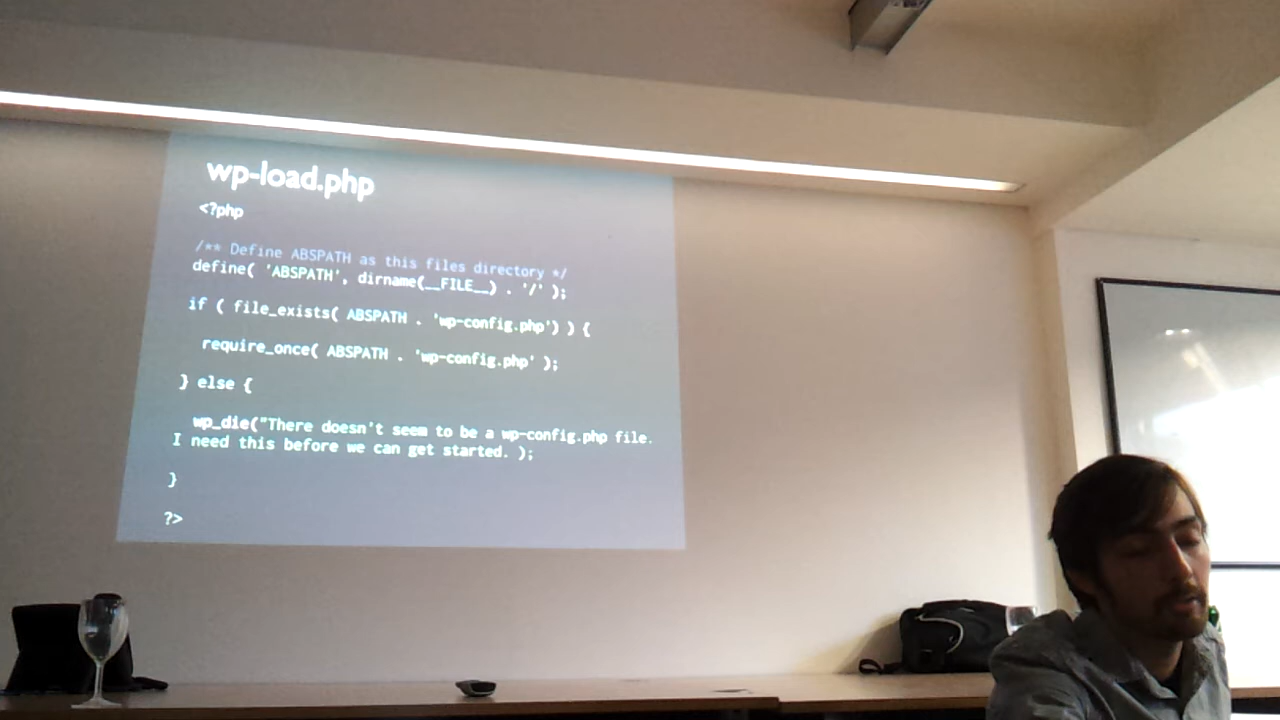 wp-load.php
<?php
/** Define ABSPATH as this files directory */
define( 'ABSPATH', dirname(__FILE__) . '/' );
if ( file_exists( ABSPATH . 'wp-config.php') ) {
require_once( ABSPATH . 'wp-config.php' );
} else {
wp_die("There doesn't seem to be a wp-config.php file.
I need this before we can get started. );
}
?>